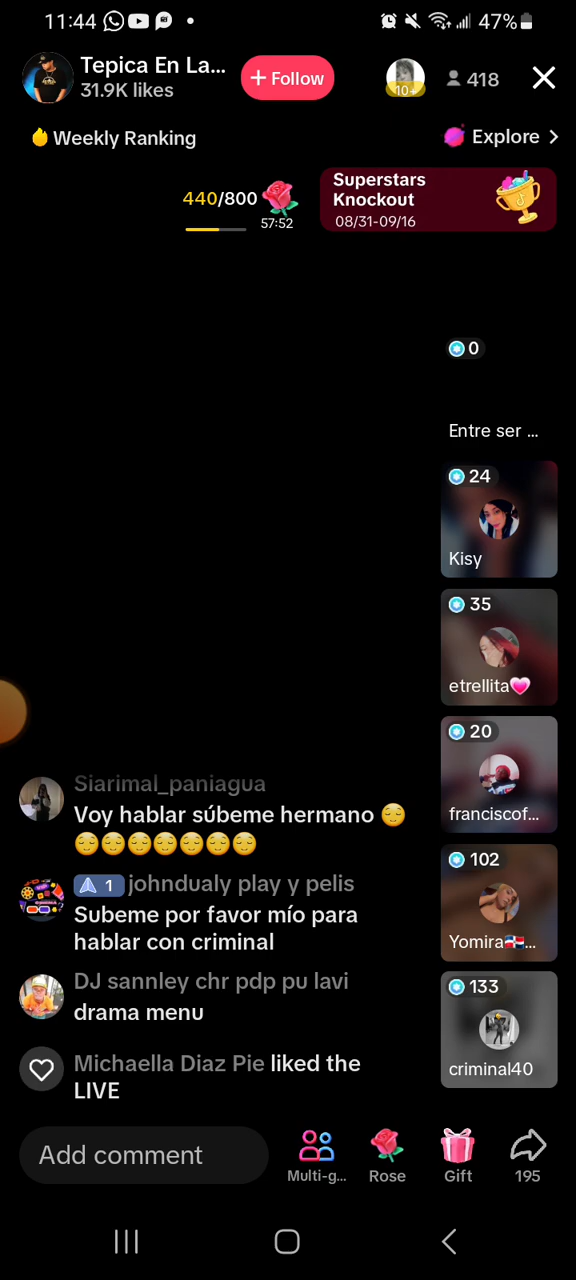 11:44
47%
Tepica En La...
31.9K likes
+ Follow
10+
418
Weekly Ranking
Explore
440/800
57:52
Superstars
Knockout
08/31-09/16
0
Entre ser ...
24
Kisy
35
etrellita💗
20
franciscof...
102
Yomira🇩🇴...
133
criminal40
Siarimal_paniagua
Voy hablar súbeme hermano 😌
😌😌😌😌😌😌😌
1 johndualy play y pelis
Subeme por favor mío para
hablar con criminal
DJ sannley chr pdp pu lavi
drama menu
Michaella Diaz Pie liked the
LIVE
Add comment
Multi-g...
Rose
Gift
195